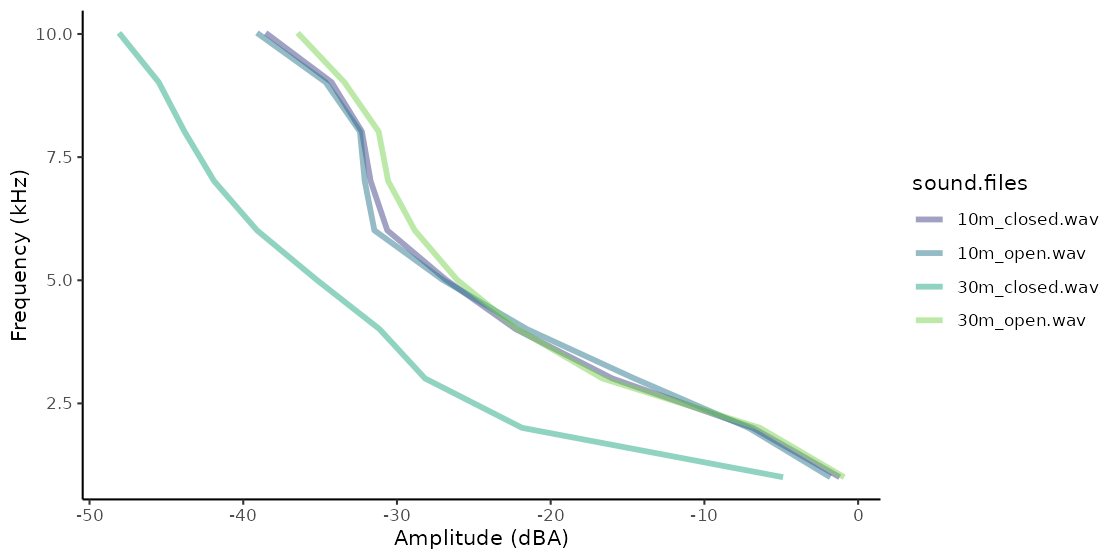 10.0
7.5
5.0
2.5
Frequency (kHz)
-50
-40
-30
-20
-10
0
Amplitude (dBA)
sound.files
10m_closed.wav
10m_open.wav
30m_closed.wav
30m_open.wav